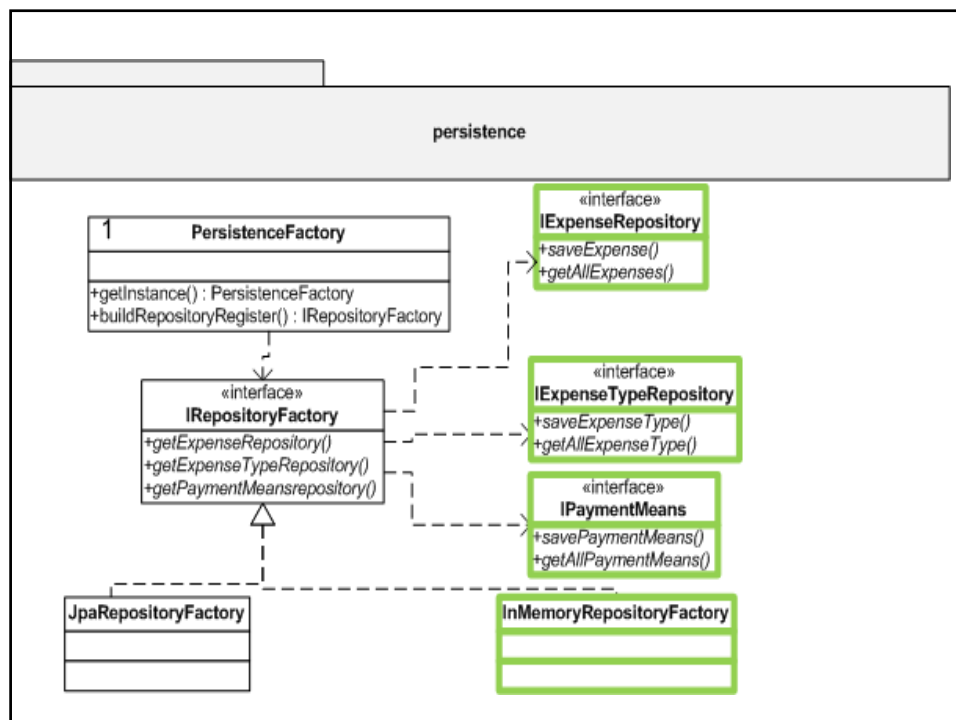 persistence
«interface»
IExpenseRepository
+saveExpense()
+getAllExpenses()
1
PersistenceFactory
+getInstance() : PersistenceFactory
+buildRepositoryRegister() : IRepositoryFactory
«interface»
IRepositoryFactory
+getExpenseRepository()
+getExpenseTypeRepository()
+getPaymentMeansrepository()
«interface»
IExpenseTypeRepository
+saveExpenseType()
+getAllExpenseType()
«interface»
IPaymentMeans
+savePaymentMeans()
+getAllPaymentMeans()
JpaRepositoryFactory
InMemoryRepositoryFactory